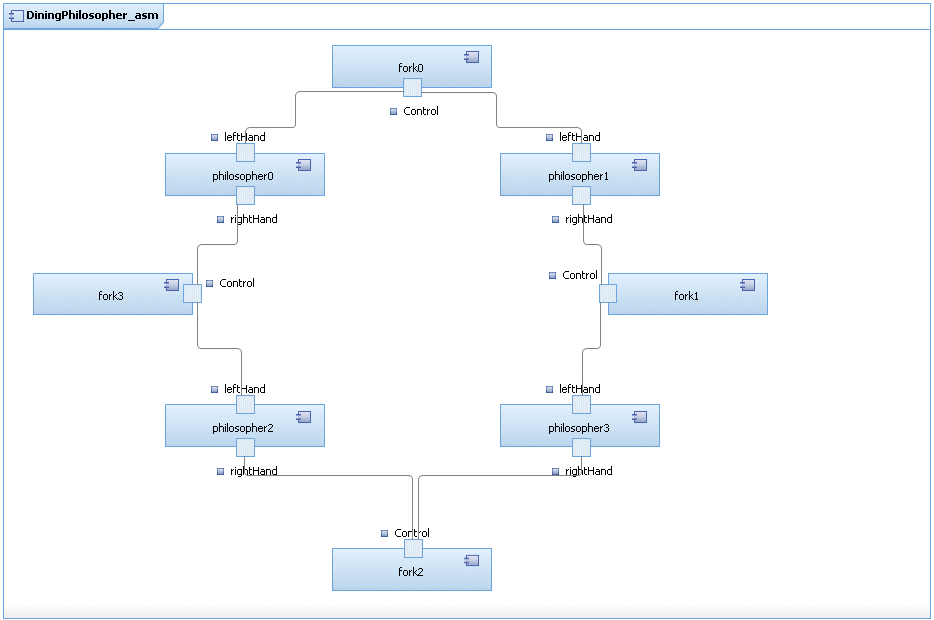 DiningPhilosopher_asm
fork0
Control
leftHand
leftHand
philosopher0
philosopher1
rightHand
rightHand
Control
Control
fork3
fork1
leftHand
leftHand
philosopher2
philosopher3
rightHand
rightHand
Control
fork2